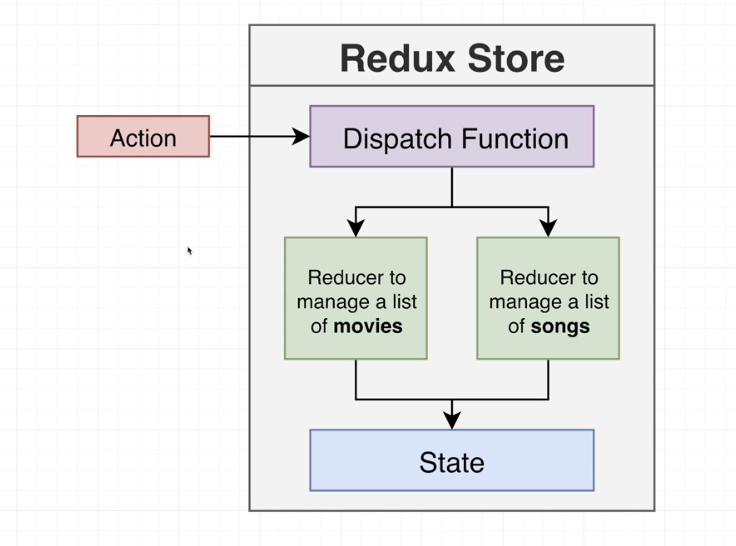 Redux Store
Action
Dispatch Function
Reducer to
manage a list
of movies
Reducer to
manage a list
of songs
State